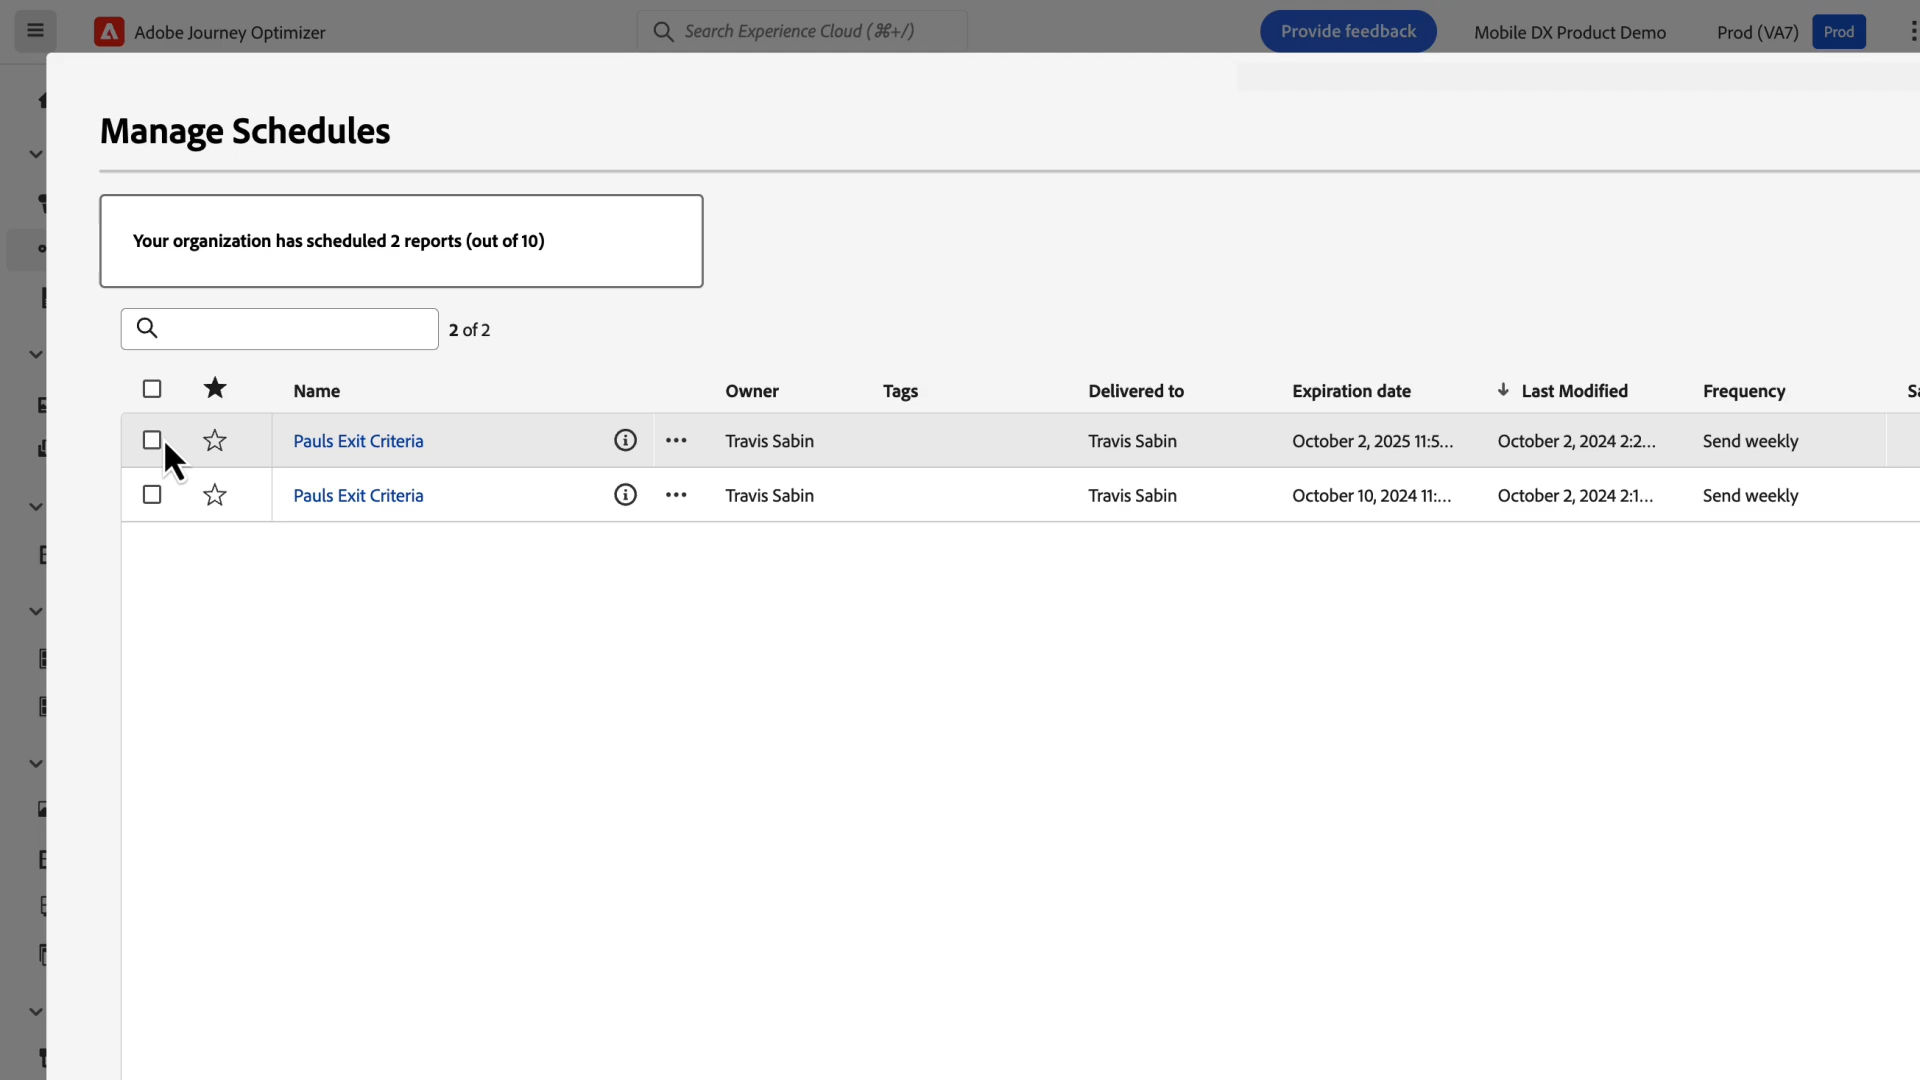 Adobe Journey Optimizer
Search Experience Cloud (⌘+/)
Provide feedback
Mobile DX Product Demo
Prod (VA7)
Prod
Manage Schedules
Your organization has scheduled 2 reports (out of 10)
2 of 2
Name Owner Tags Delivered to Expiration date Last Modified Frequency Sa
Pauls Exit Criteria Travis Sabin Travis Sabin October 2, 2025 11:5... October 2, 2024 2:2... Send weekly
Pauls Exit Criteria Travis Sabin Travis Sabin October 10, 2024 11:... October 2, 2024 2:1... Send weekly